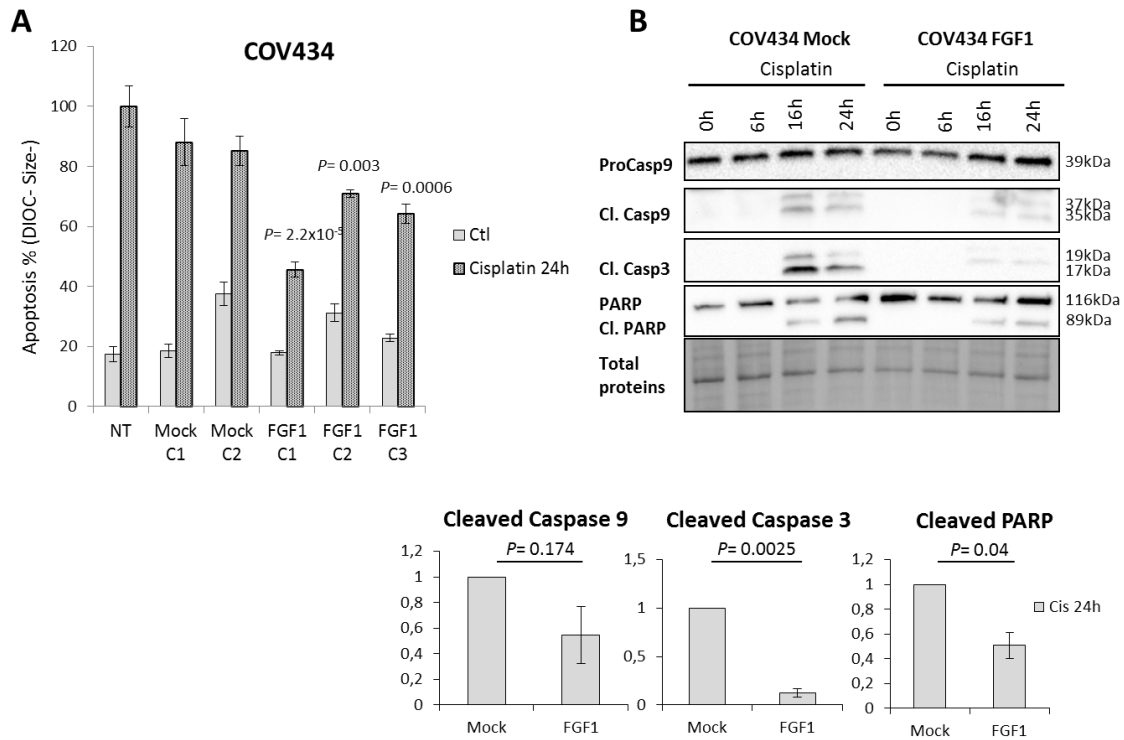 A
COV434
Apoptosis % (DIOC- Size-)
120
100
80
60
40
20
0
P= 2.2x10-5
P= 0.003
P= 0.0006
Ctl
Cisplatin 24h
NT
Mock C1
Mock C2
FGF1 C1
FGF1 C2
FGF1 C3
B
COV434 Mock
COV434 FGF1
Cisplatin
Cisplatin
0h 6h 16h 24h 0h 6h 16h 24h
ProCasp9
39kDa
Cl. Casp9
37kDa
35kDa
Cl. Casp3
19kDa
17kDa
PARP
116kDa
Cl. PARP
89kDa
Total
proteins
Cleaved Caspase 9
P= 0.174
1,2
1
0,8
0,6
0,4
0,2
0
Mock FGF1
Cleaved Caspase 3
P= 0.0025
1,5
1
0,5
0
Mock FGF1
Cleaved PARP
P= 0.04
1,2
1
0,8
0,6
0,4
0,2
0
Mock FGF1
Cis 24h